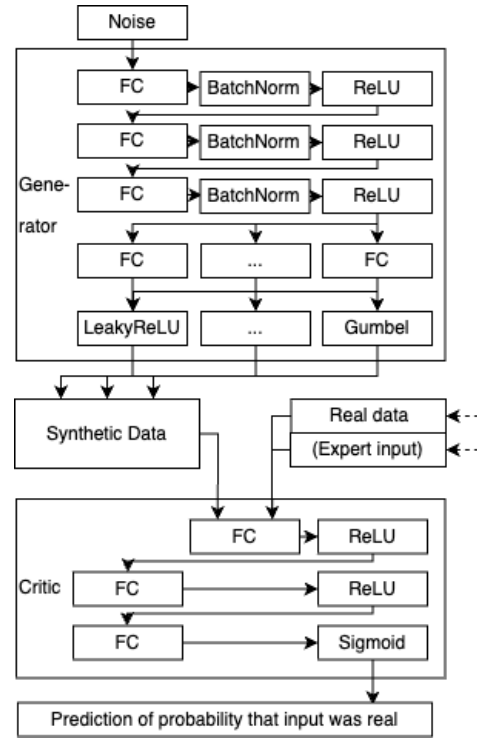 Noise
FC BatchNorm ReLU
FC BatchNorm ReLU
Gene-
rator
FC BatchNorm ReLU
FC ... FC
LeakyReLU ... Gumbel
Synthetic Data
Real data
(Expert input)
Critic
FC ReLU
FC ReLU
FC Sigmoid
Prediction of probability that input was real